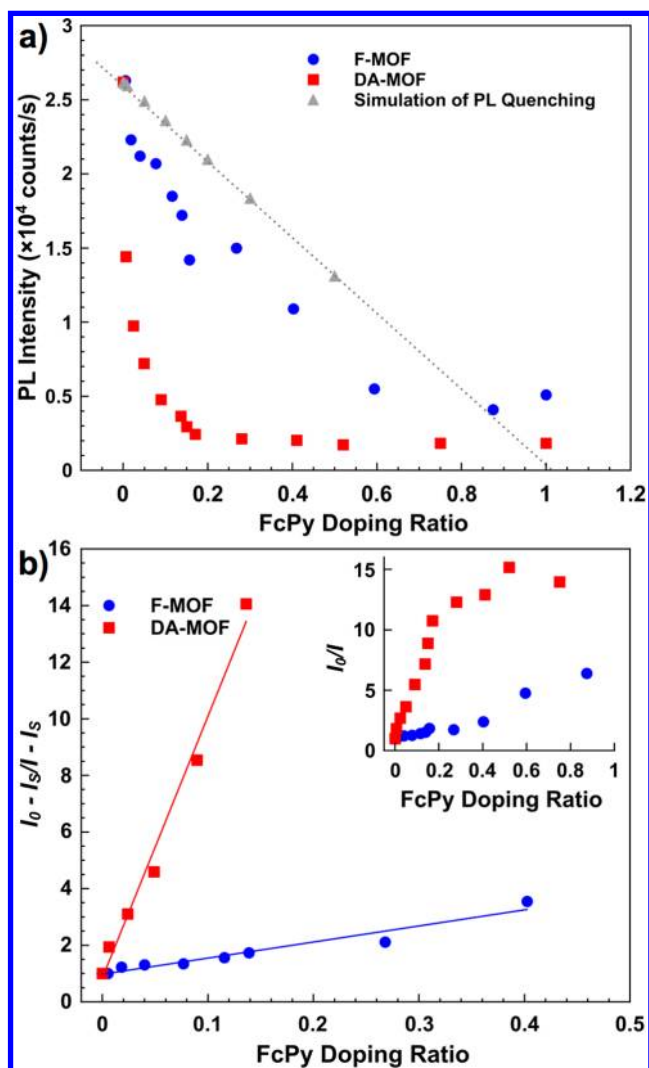 a)
3
2.5
2
1.5
1
0.5
0
PL Intensity (×10⁴ counts/s)
F-MOF
DA-MOF
Simulation of PL Quenching
0 0.2 0.4 0.6 0.8 1 1.2
FcPy Doping Ratio
b)
16
14
12
10
8
6
4
2
0
I₀ - I_S/I - I_S
F-MOF
DA-MOF
15
10
5
0
I₀/I
0 0.2 0.4 0.6 0.8 1
FcPy Doping Ratio
0 0.1 0.2 0.3 0.4 0.5
FcPy Doping Ratio